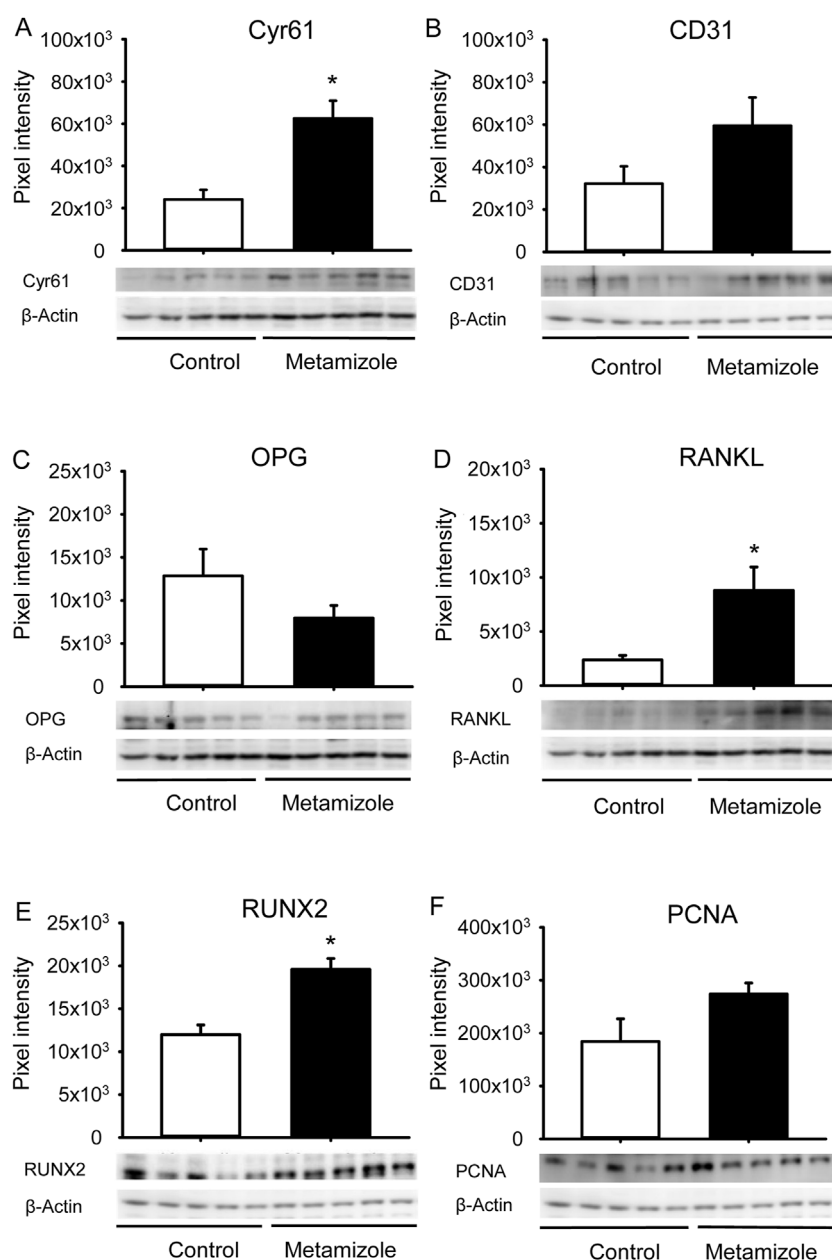 A
Cyr61
Pixel intensity
100x10³
80x10³
60x10³
40x10³
20x10³
0
*
Cyr61
β-Actin
Control
Metamizole
B
CD31
Pixel intensity
100x10³
80x10³
60x10³
40x10³
20x10³
0
CD31
β-Actin
Control
Metamizole
C
OPG
Pixel intensity
25x10³
20x10³
15x10³
10x10³
5x10³
0
OPG
β-Actin
Control
Metamizole
D
RANKL
Pixel intensity
20x10³
15x10³
10x10³
5x10³
0
*
RANKL
β-Actin
Control
Metamizole
E
RUNX2
Pixel intensity
25x10³
20x10³
15x10³
10x10³
5x10³
0
*
RUNX2
β-Actin
Control
Metamizole
F
PCNA
Pixel intensity
400x10³
300x10³
200x10³
100x10³
0
PCNA
β-Actin
Control
Metamizole